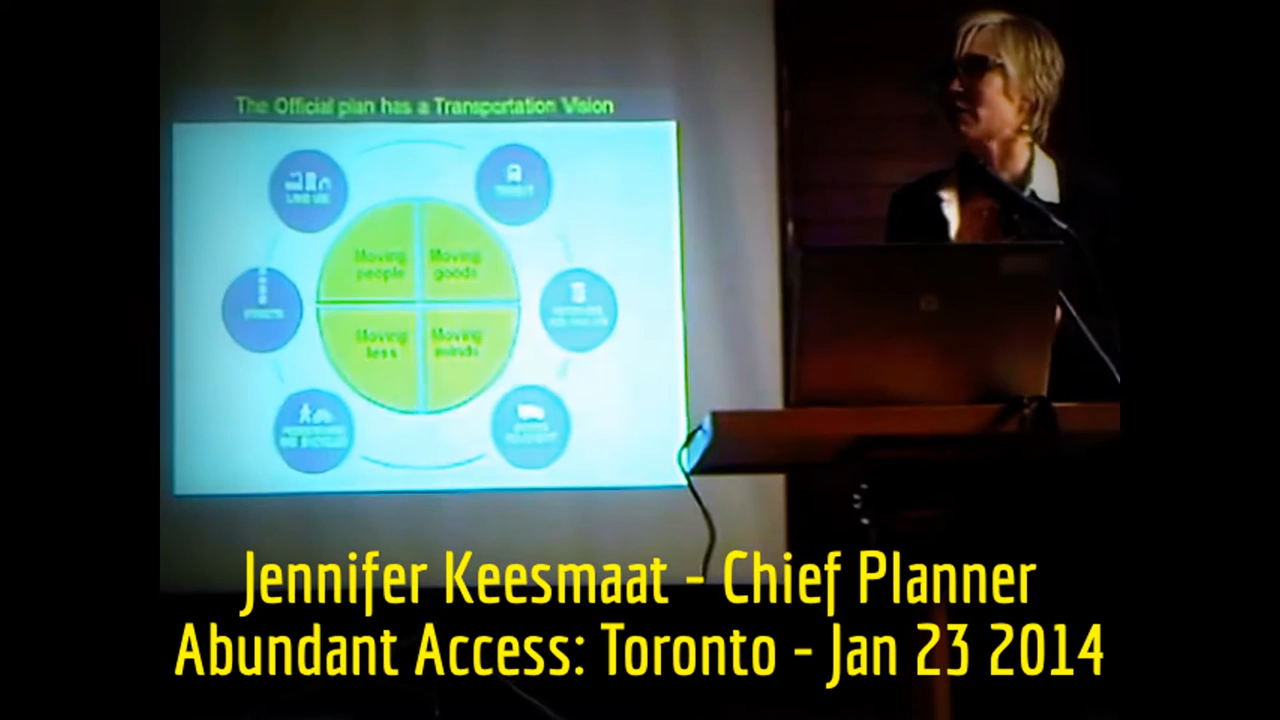 The Official plan has a Transportation Vision
LAND USE
TRANSIT
Moving people
Moving goods
STREETS
Moving less
Moving minds
Jennifer Keesmaat - Chief Planner
Abundant Access: Toronto - Jan 23 2014